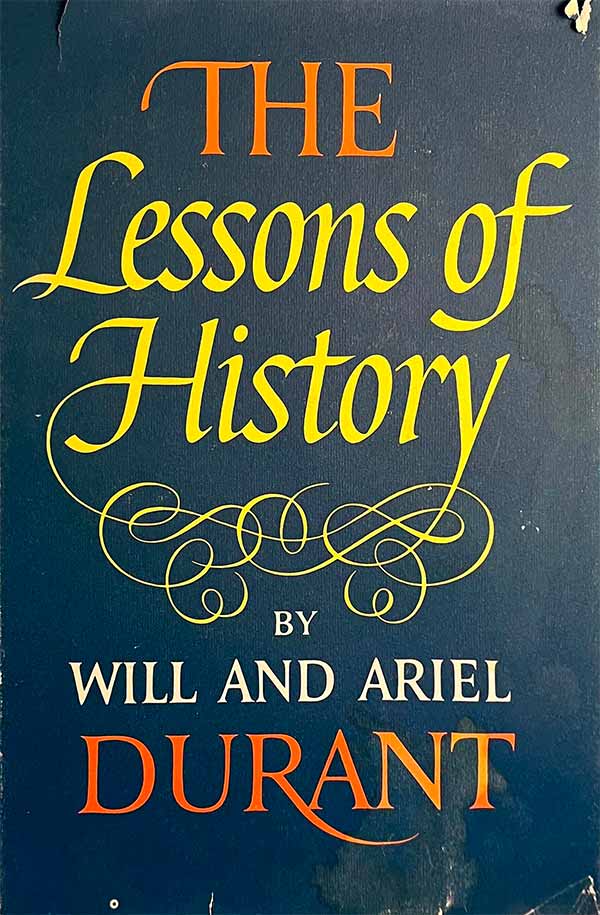 THE
Lessons of
History
BY
WILL AND ARIEL
DURANT